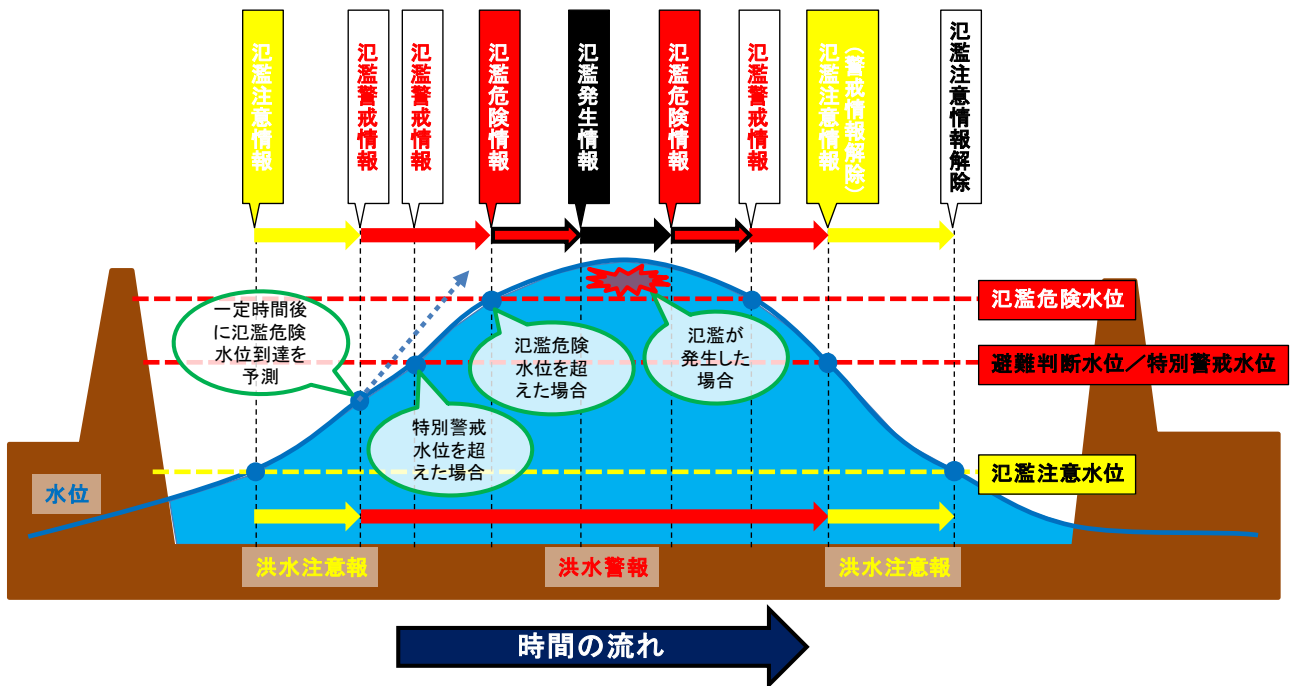 氾濫注意情報
氾濫警戒情報
氾濫警戒情報
氾濫危険情報
氾濫発生情報
氾濫危険情報
氾濫警戒情報
（警戒情報解除）
氾濫注意情報
氾濫注意情報解除
一定時間後
に氾濫危険
水位到達を
予測
特別警戒
水位を超
えた場合
氾濫危険
水位を超
えた場合
氾濫が
発生した
場合
氾濫危険水位
避難判断水位／特別警戒水位
氾濫注意水位
水位
洪水注意報
洪水警報
洪水注意報
時間の流れ